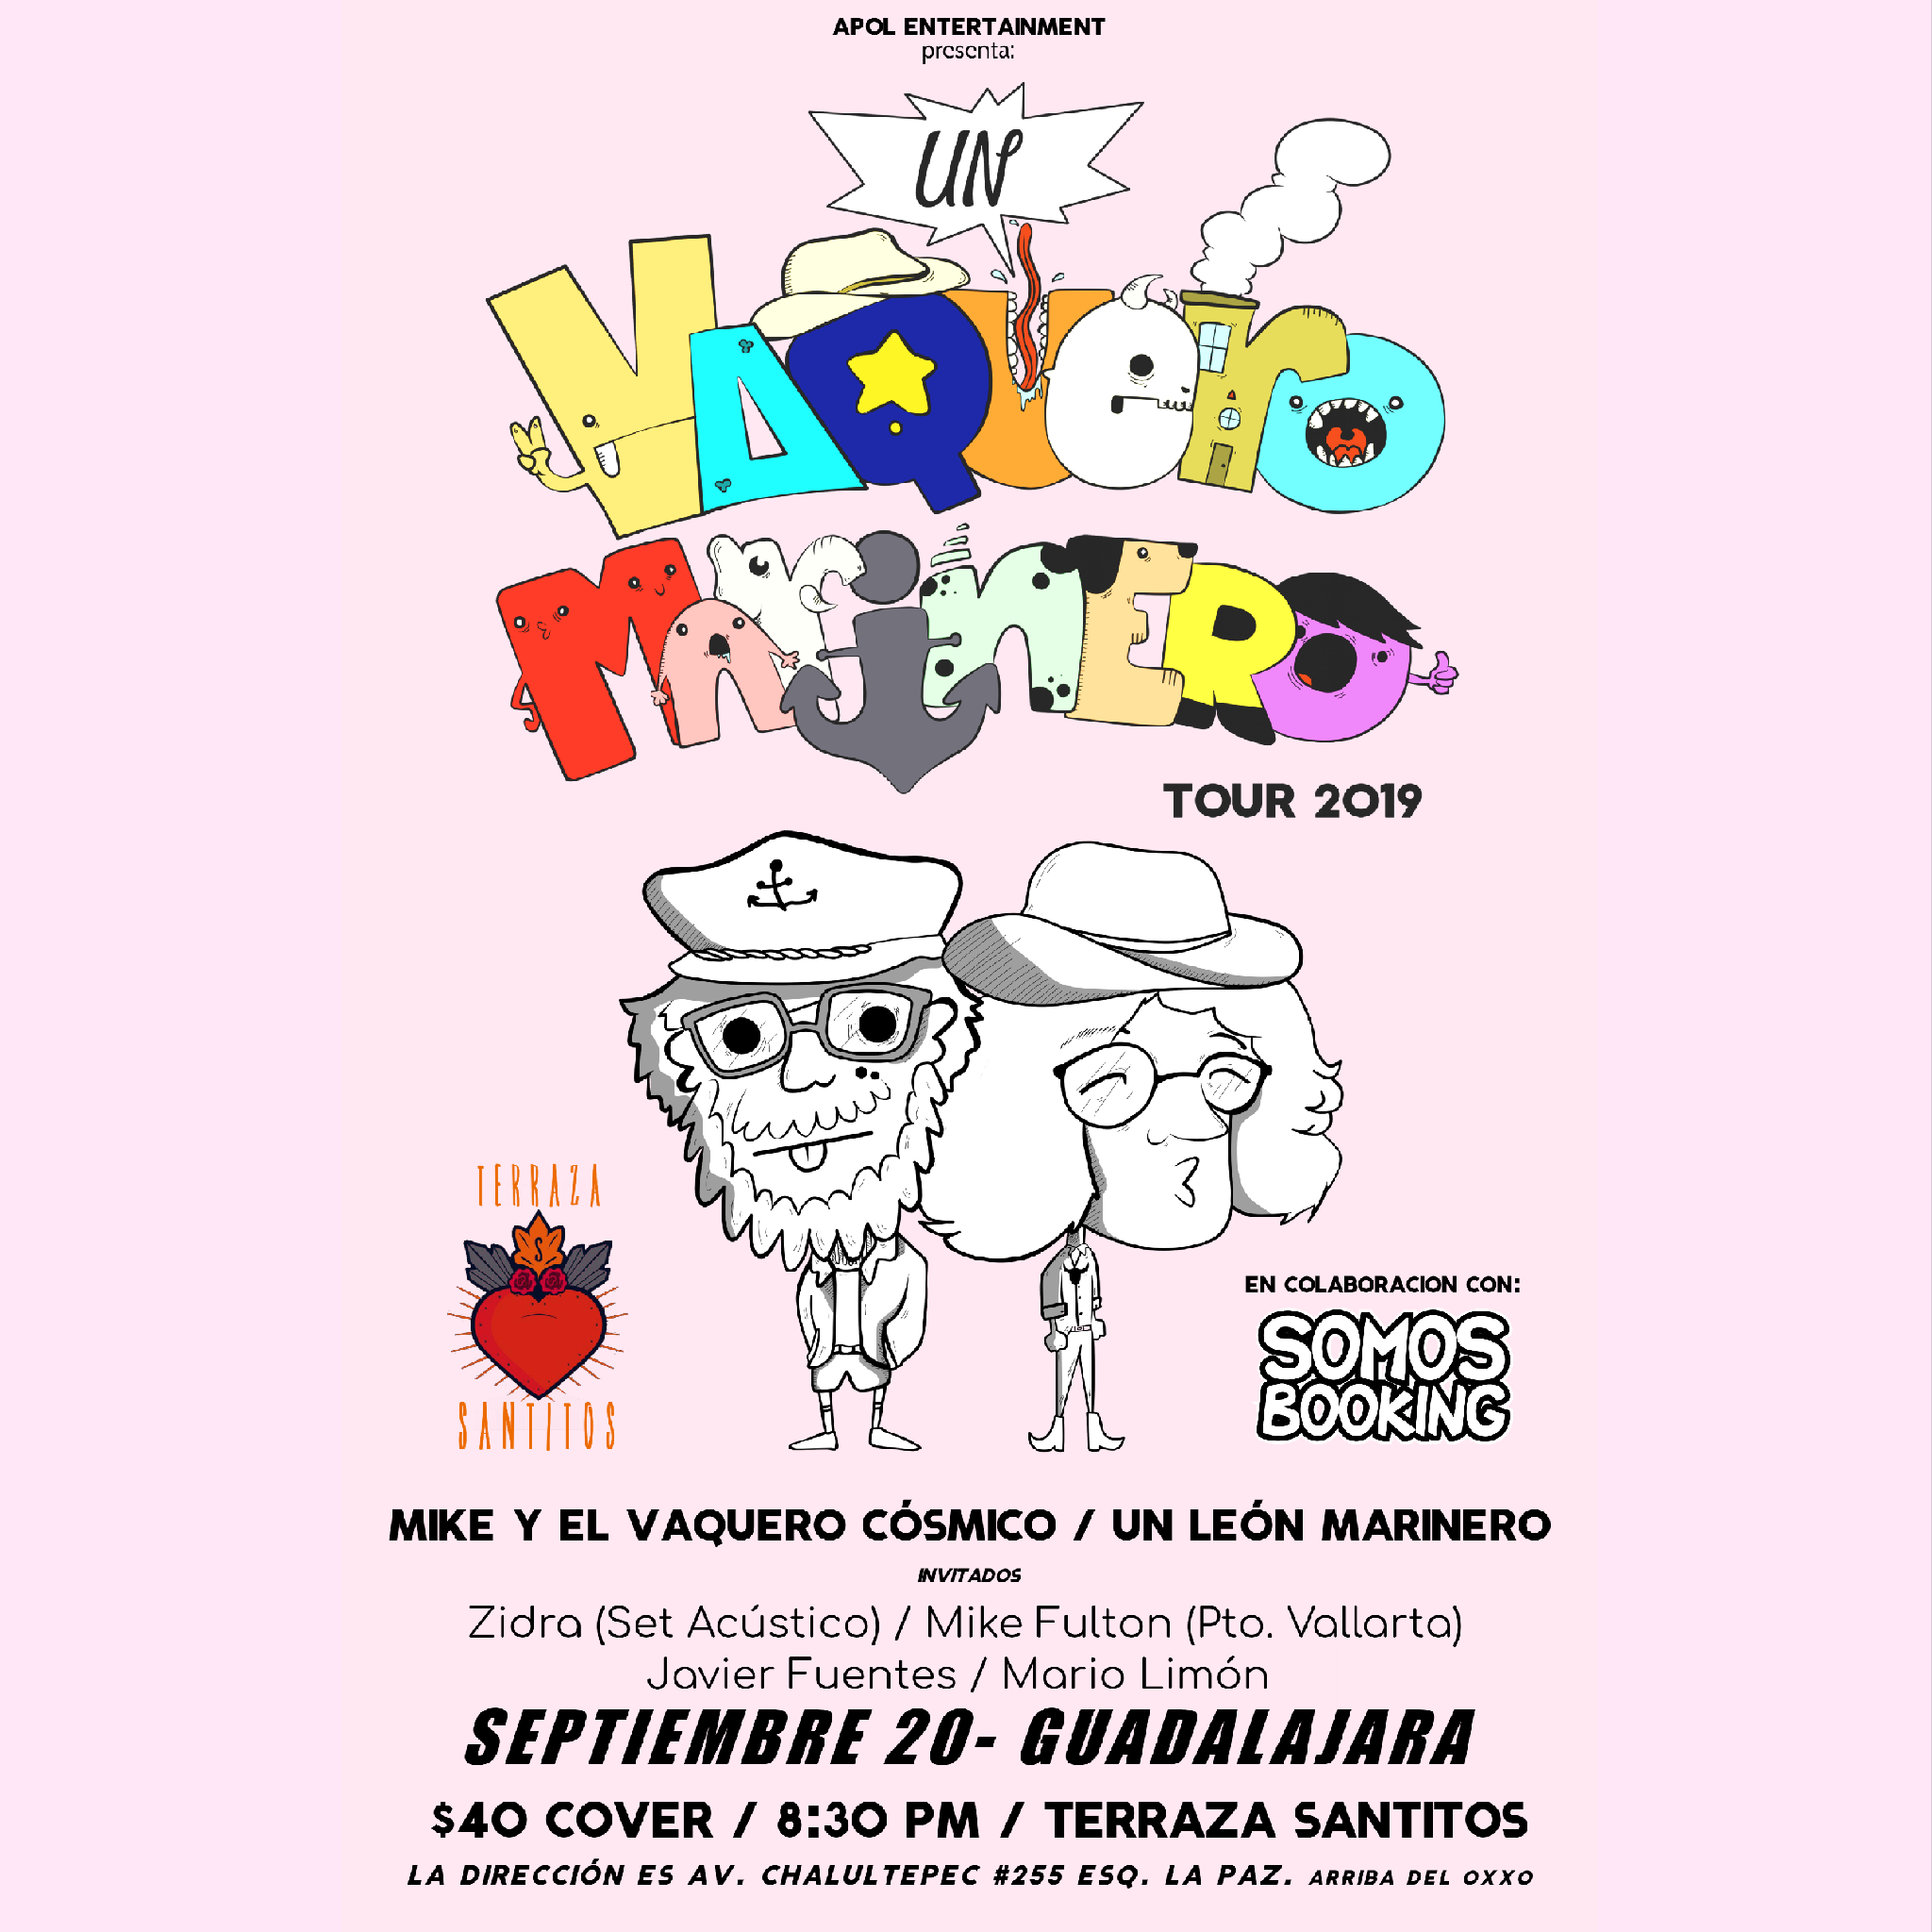 APOL ENTERTAINMENT
presenta:
UN
VAQUErO
MArinERO
TOUR 2019
TERRAZA
S
SANTITOS
EN COLABORACION CON:
SOMOS
BOOKING
MIKE Y EL VAQUERO CÓSMICO / UN LEÓN MARINERO
INVITADOS
Zidra (Set Acústico) / Mike Fulton (Pto. Vallarta)
Javier Fuentes / Mario Limón
SEPTIEMBRE 20- GUADALAJARA
$40 COVER / 8:30 PM / TERRAZA SANTITOS
LA DIRECCIÓN ES AV. CHALULTEPEC #255 ESQ. LA PAZ. ARRIBA DEL OXXO